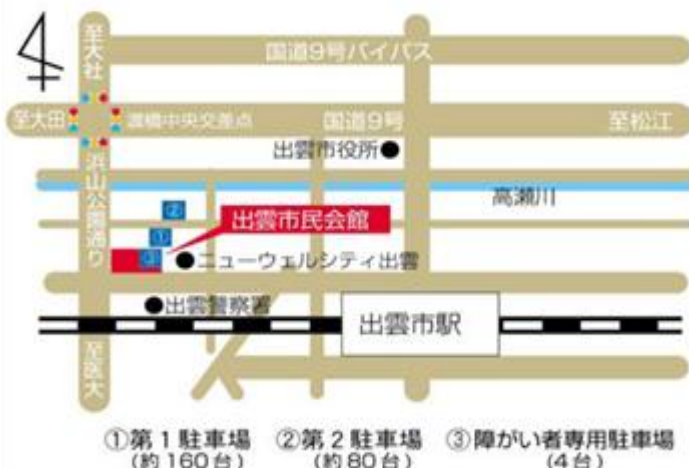 至大社
国道9号バイパス
至大田
渡橋中央交差点
国道9号
至松江
出雲市役所
浜山公園通り
高瀬川
②
出雲市民会館
①
③
ニューウェルシティ出雲
出雲警察署
出雲市駅
至医大
①第1駐車場
(約160台)
②第2駐車場
(約80台)
③障がい者専用駐車場
(4台)